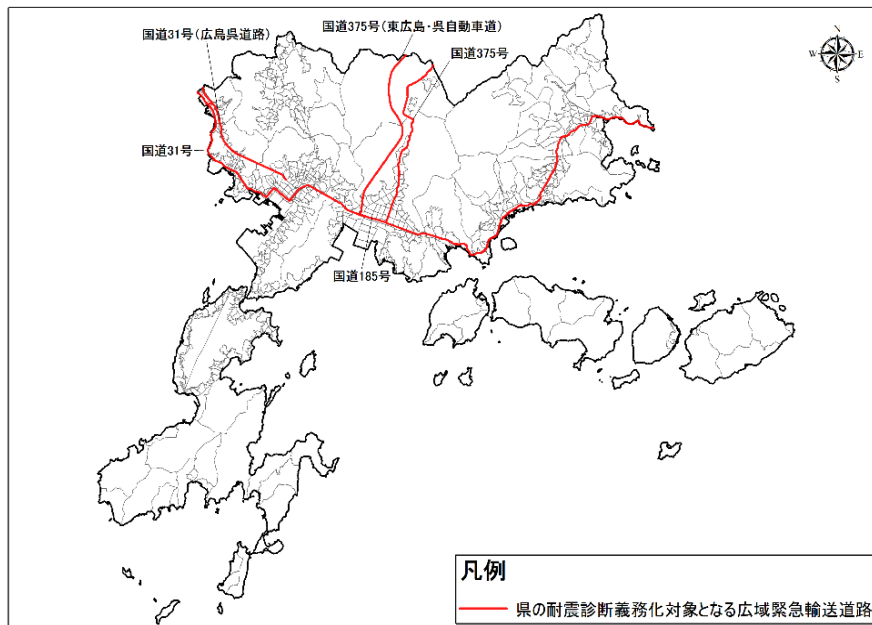 国道31号(広島呉道路)
国道375号(東広島・呉自動車道)
国道375号
N
W
E
S
国道31号
国道185号
凡例
県の耐震診断義務化対象となる広域緊急輸送道路